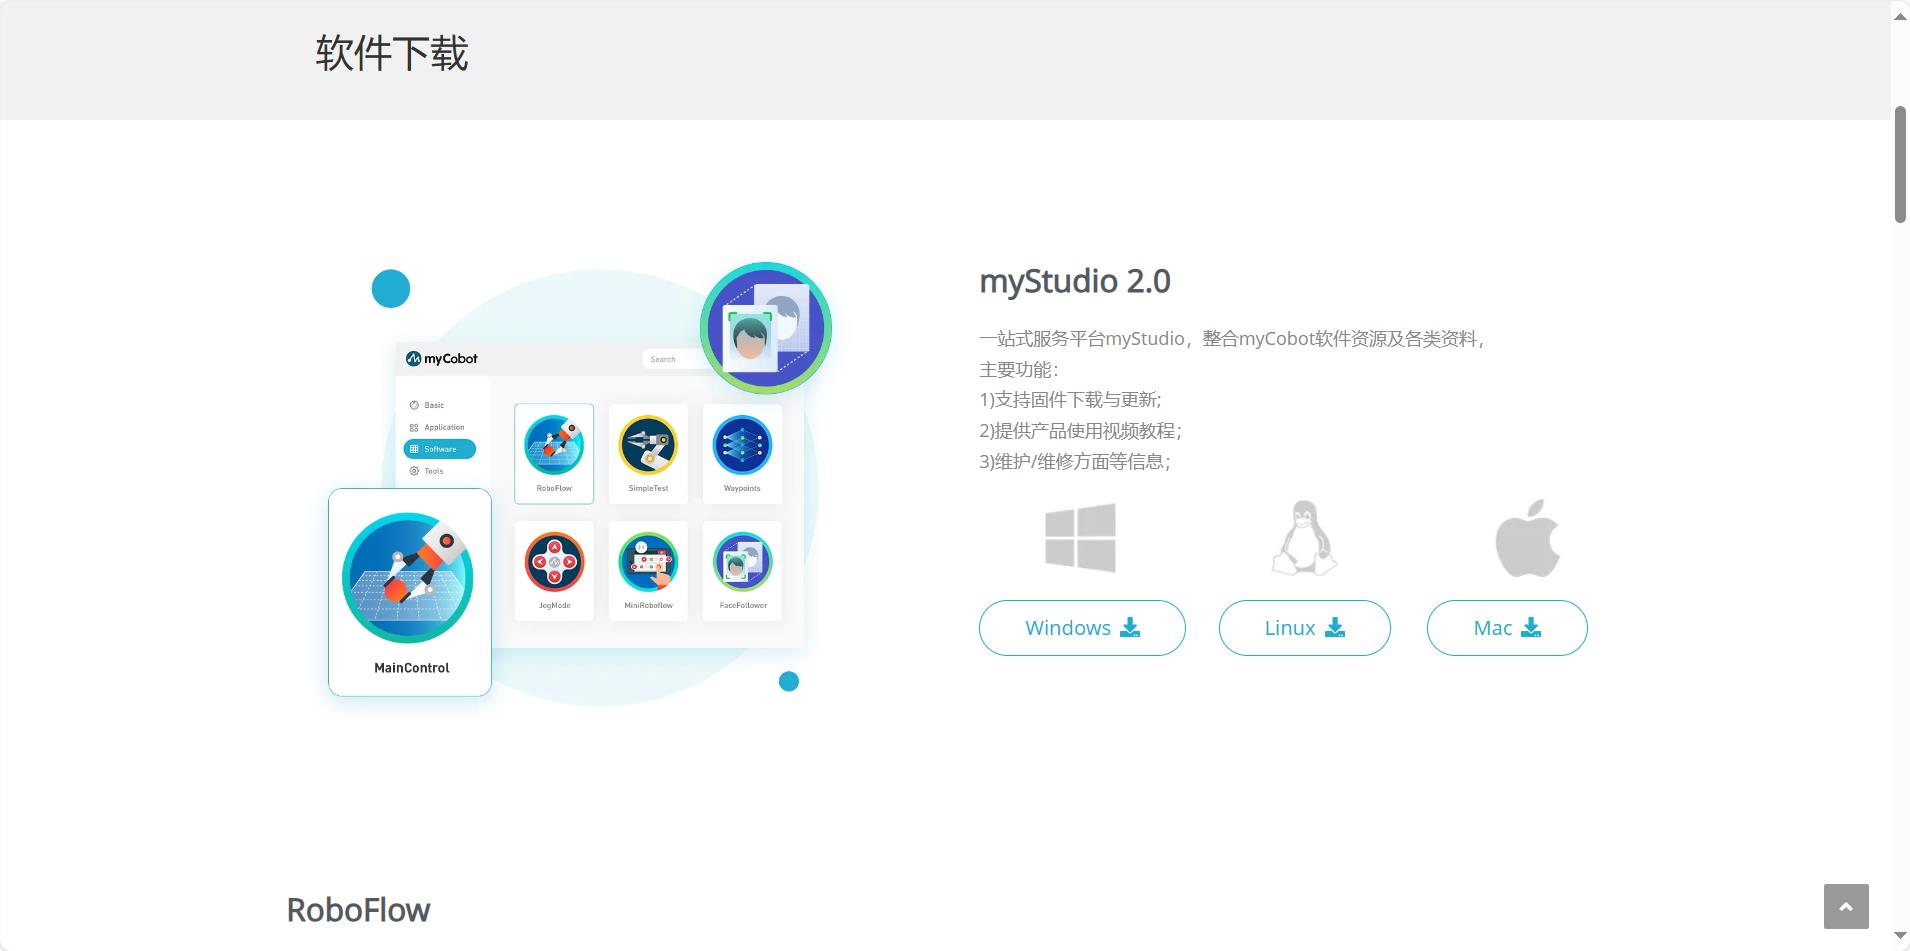 软件下载
myCobot
Search
Basic
Application
Software
Tools
RoboFlow
SimpleTest
Waypoints
JogMode
MiniRoboflow
FaceFollower
MainControl
myStudio 2.0
一站式服务平台myStudio，整合myCobot软件资源及各类资料，
主要功能：
1)支持固件下载与更新;
2)提供产品使用视频教程；
3)维护/维修方面等信息；
Windows
Linux
Mac
RoboFlow